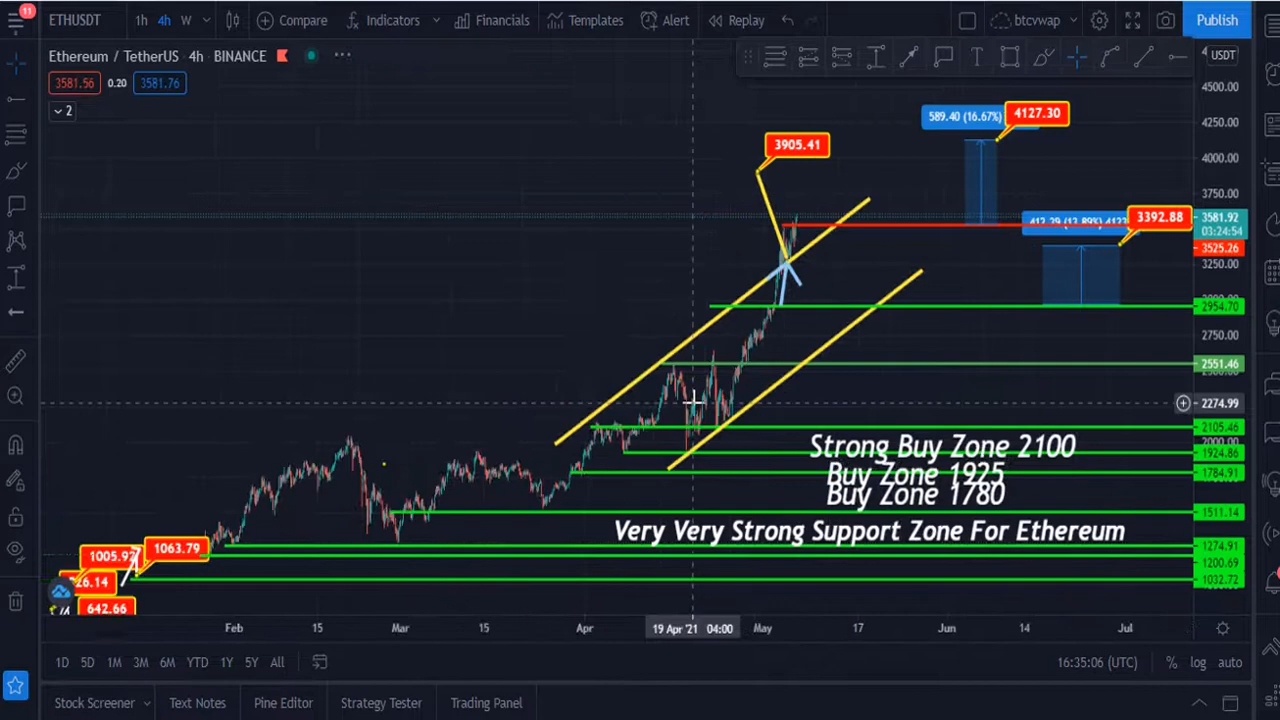 11
ETHUSDT 1h 4h W Compare Indicators Financials Templates Alert Replay btcvwap Publish
Ethereum / TetherUS 4h BINANCE
3581.56 0.20 3581.76
2
USDT
4500.00
4250.00
4000.00
3750.00
3581.92
03:24:54
3525.26
3250.00
2954.70
2750.00
2551.46
2274.99
2105.46
2000.00
1924.86
1784.91
1511.14
1274.91
1200.69
1032.72
589.40 (16.67%) 4127.30
3905.41
412.29 (13.89%) 3392.88
Strong Buy Zone 2100
Buy Zone 1925
Buy Zone 1780
Very Very Strong Support Zone For Ethereum
1005.92 1063.79
26.14
642.66
Feb 15 Mar 15 Apr 19 Apr '21 04:00 May 17 Jun 14 Jul
1D 5D 1M 3M 6M YTD 1Y 5Y All 16:35:06 (UTC) % log auto
Stock Screener Text Notes Pine Editor Strategy Tester Trading Panel